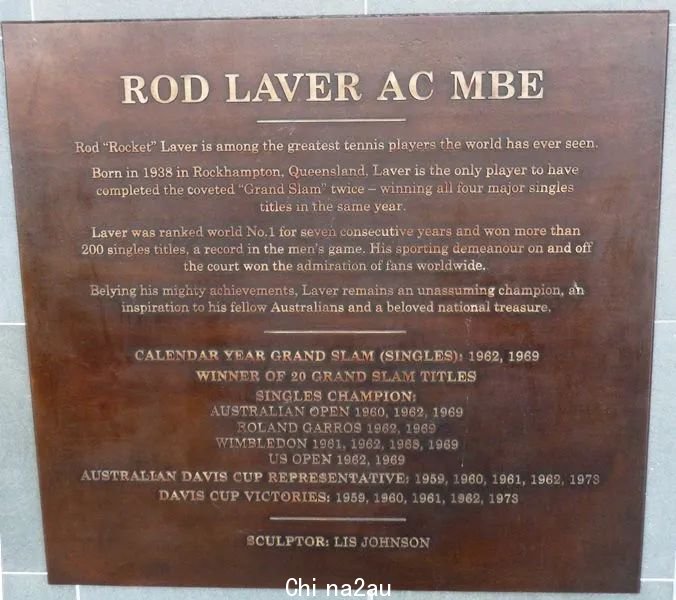 ROD LAVER AC MBE
Rod "Rocket" Laver is among the greatest tennis players the world has ever seen.
Born in 1938 in Rockhampton, Queensland, Laver is the only player to have
completed the coveted "Grand Slam" twice – winning all four major singles
titles in the same year.
Laver was ranked world No.1 for seven consecutive years and won more than
200 singles titles, a record in the men's game. His sporting demeanour on and off
the court won the admiration of fans worldwide.
Belying his mighty achievements, Laver remains an unassuming champion, an
inspiration to his fellow Australians and a beloved national treasure.
CALENDAR YEAR GRAND SLAM (SINGLES): 1962, 1969
WINNER OF 20 GRAND SLAM TITLES
SINGLES CHAMPION:
AUSTRALIAN OPEN 1960, 1962, 1969
ROLAND GARROS 1962, 1969
WIMBLEDON 1961, 1962, 1968, 1969
US OPEN 1962, 1969
AUSTRALIAN DAVIS CUP REPRESENTATIVE: 1959, 1960, 1961, 1962, 1973
DAVIS CUP VICTORIES: 1959, 1960, 1961, 1962, 1973
SCULPTOR: LIS JOHNSON
China2au